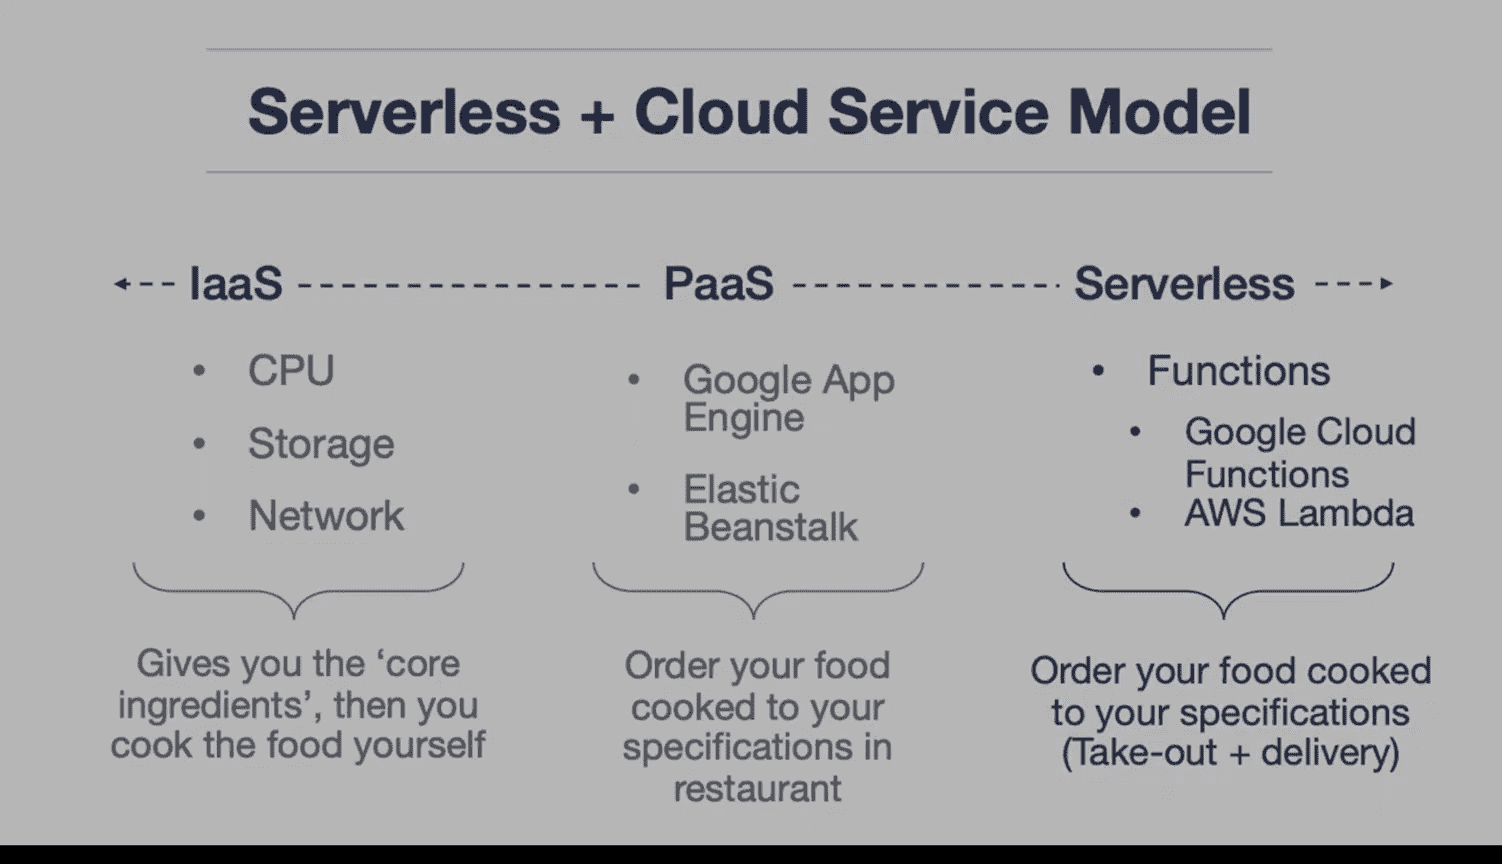 Serverless + Cloud Service Model
IaaS
CPU
Storage
Network
Gives you the ‘core
ingredients’, then you
cook the food yourself
PaaS
Google App
Engine
Elastic
Beanstalk
Order your food
cooked to your
specifications in
restaurant
Serverless
Functions
Google Cloud
Functions
AWS Lambda
Order your food cooked
to your specifications
(Take-out + delivery)